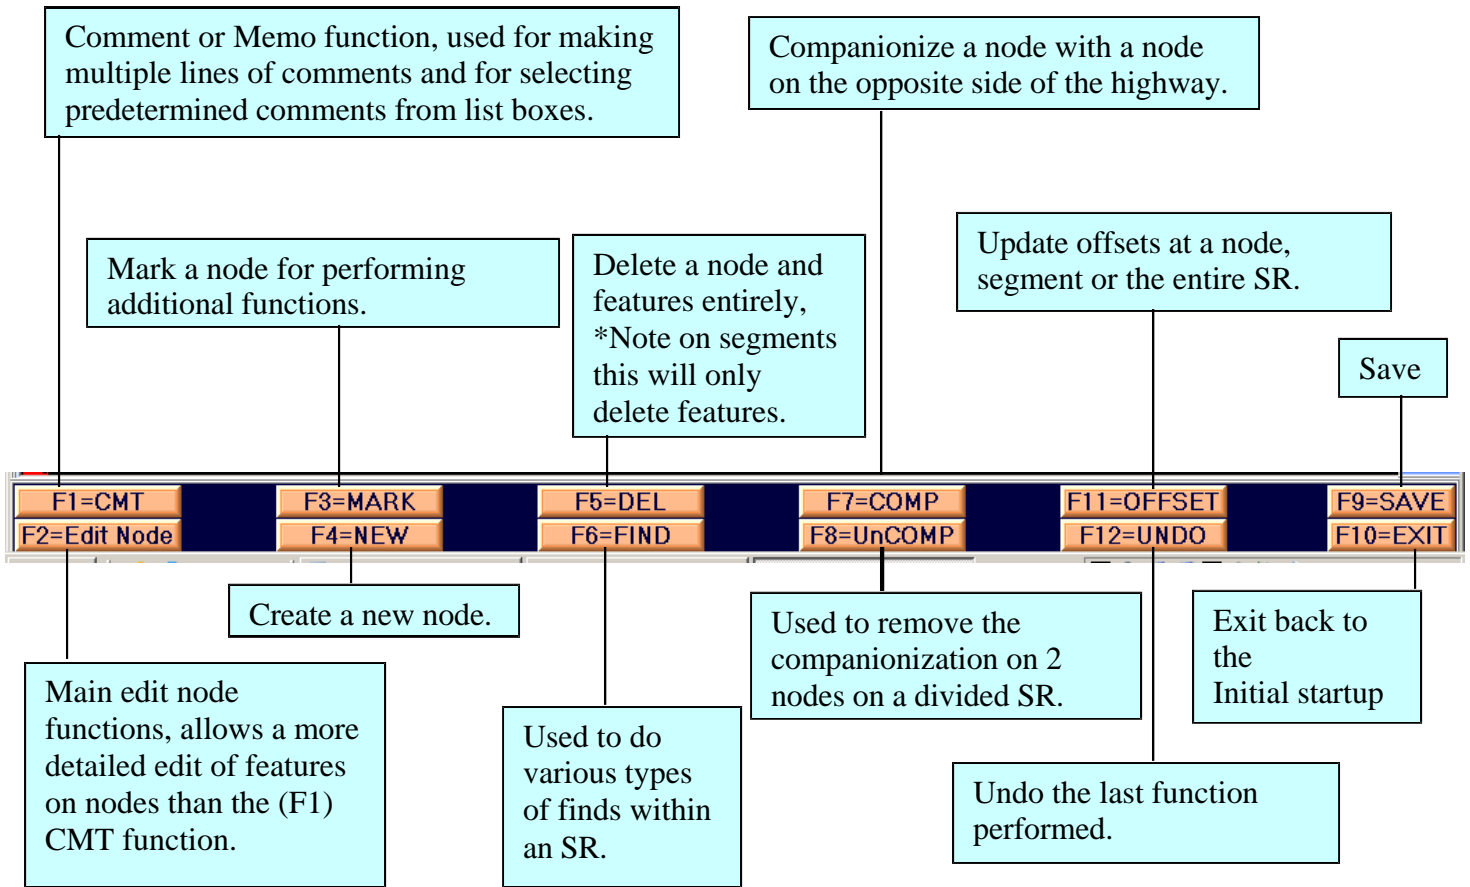 Comment or Memo function, used for making
multiple lines of comments and for selecting
predetermined comments from list boxes.
Companionize a node with a node
on the opposite side of the highway.
Mark a node for performing
additional functions.
Delete a node and
features entirely,
*Note on segments
this will only
delete features.
Update offsets at a node,
segment or the entire SR.
Save
F1=CMT
F3=MARK
F5=DEL
F7=COMP
F11=OFFSET
F9=SAVE
F2=Edit Node
F4=NEW
F6=FIND
F8=UnCOMP
F12=UNDO
F10=EXIT
Create a new node.
Main edit node
functions, allows a more
detailed edit of features
on nodes than the (F1)
CMT function.
Used to do
various types
of finds within
an SR.
Used to remove the
companionization on 2
nodes on a divided SR.
Undo the last function
performed.
Exit back to
the
Initial startup